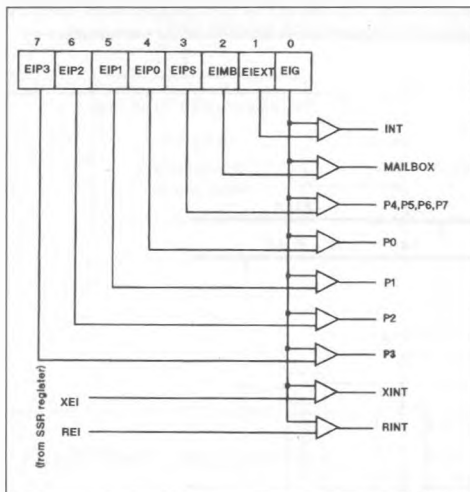 7 6 5 4 3 2 1 0
EIP3 EIP2 EIP1 EIP0 EIPS EIMB EIEXT EIG
INT
MAILBOX
P4,P5,P6,P7
P0
P1
P2
P3
XINT
XEI
RINT
REI
(from SSR register)